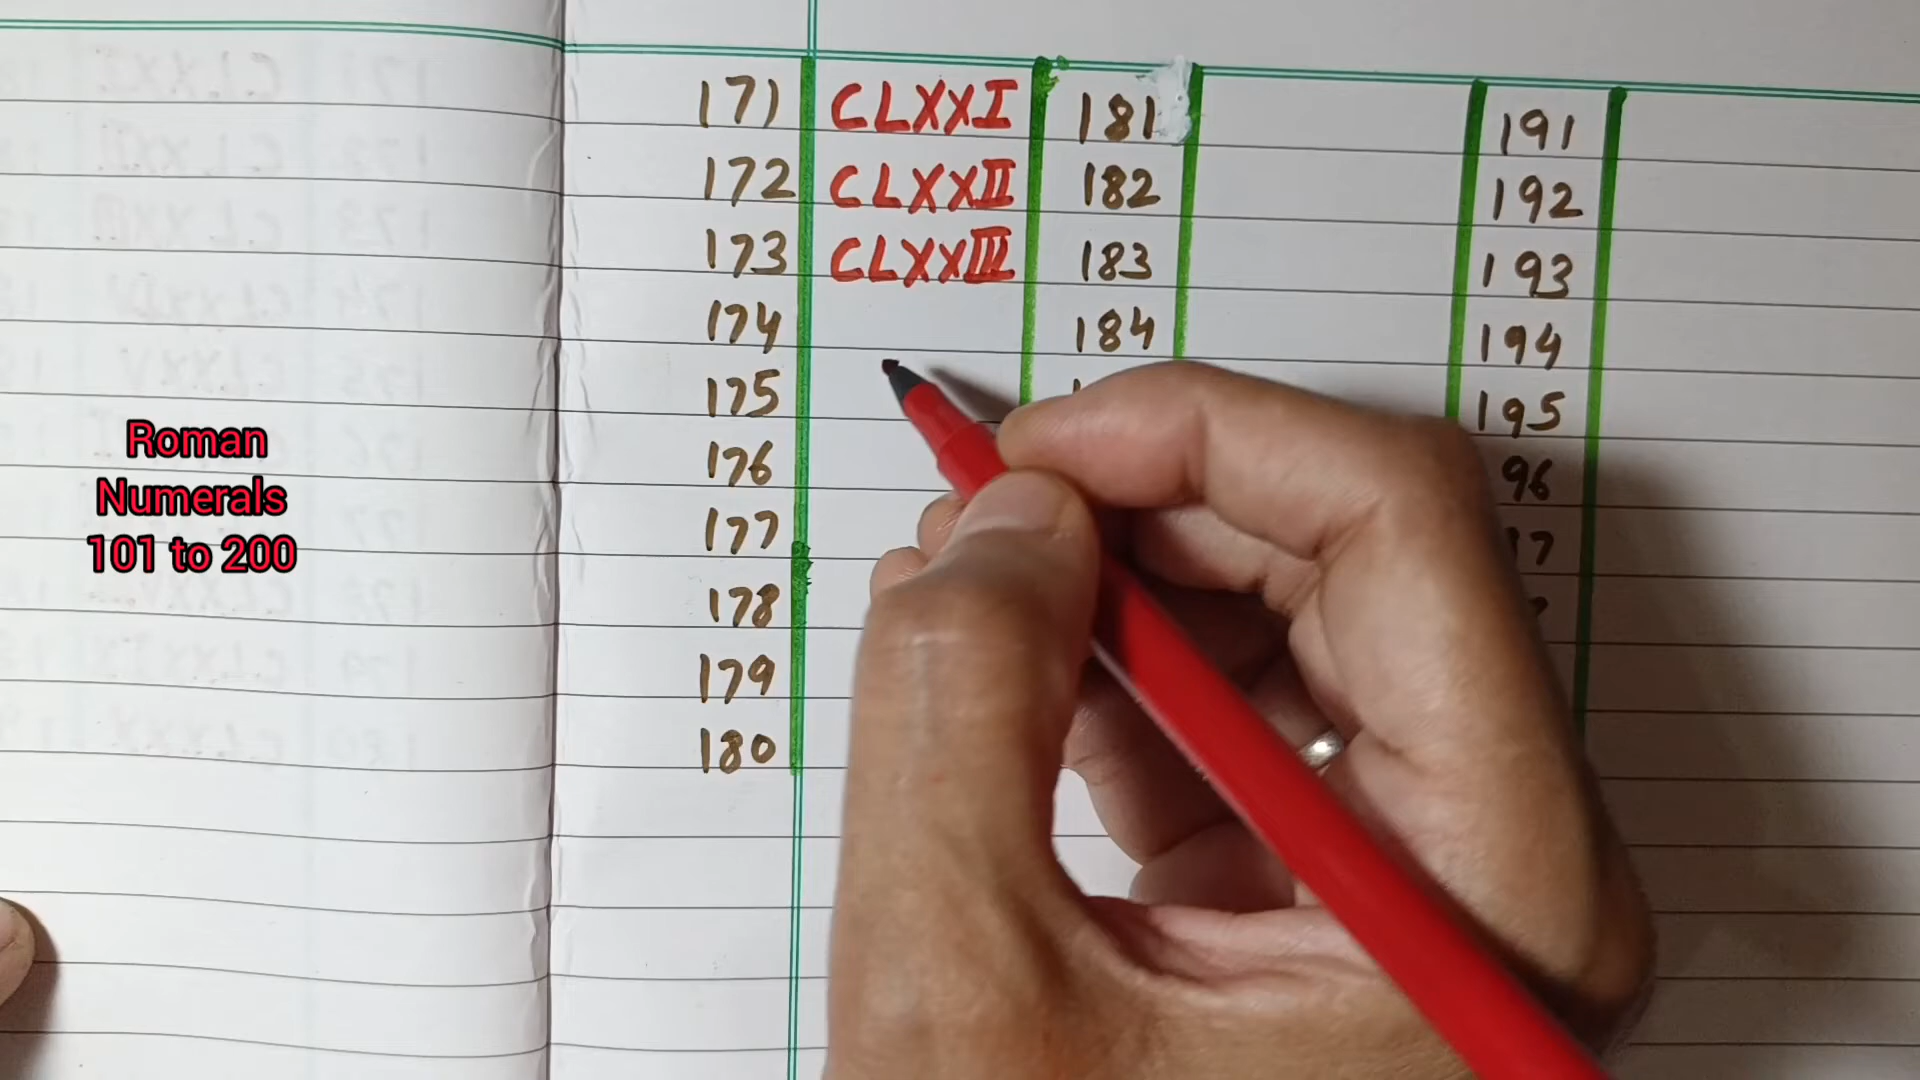 171 CLXXI 181 191
172 CLXXII 182 192
173 CLXXIII 183 193
174 184 194
175 195
176 96
177
178
179
180
Roman
Numerals
101 to 200